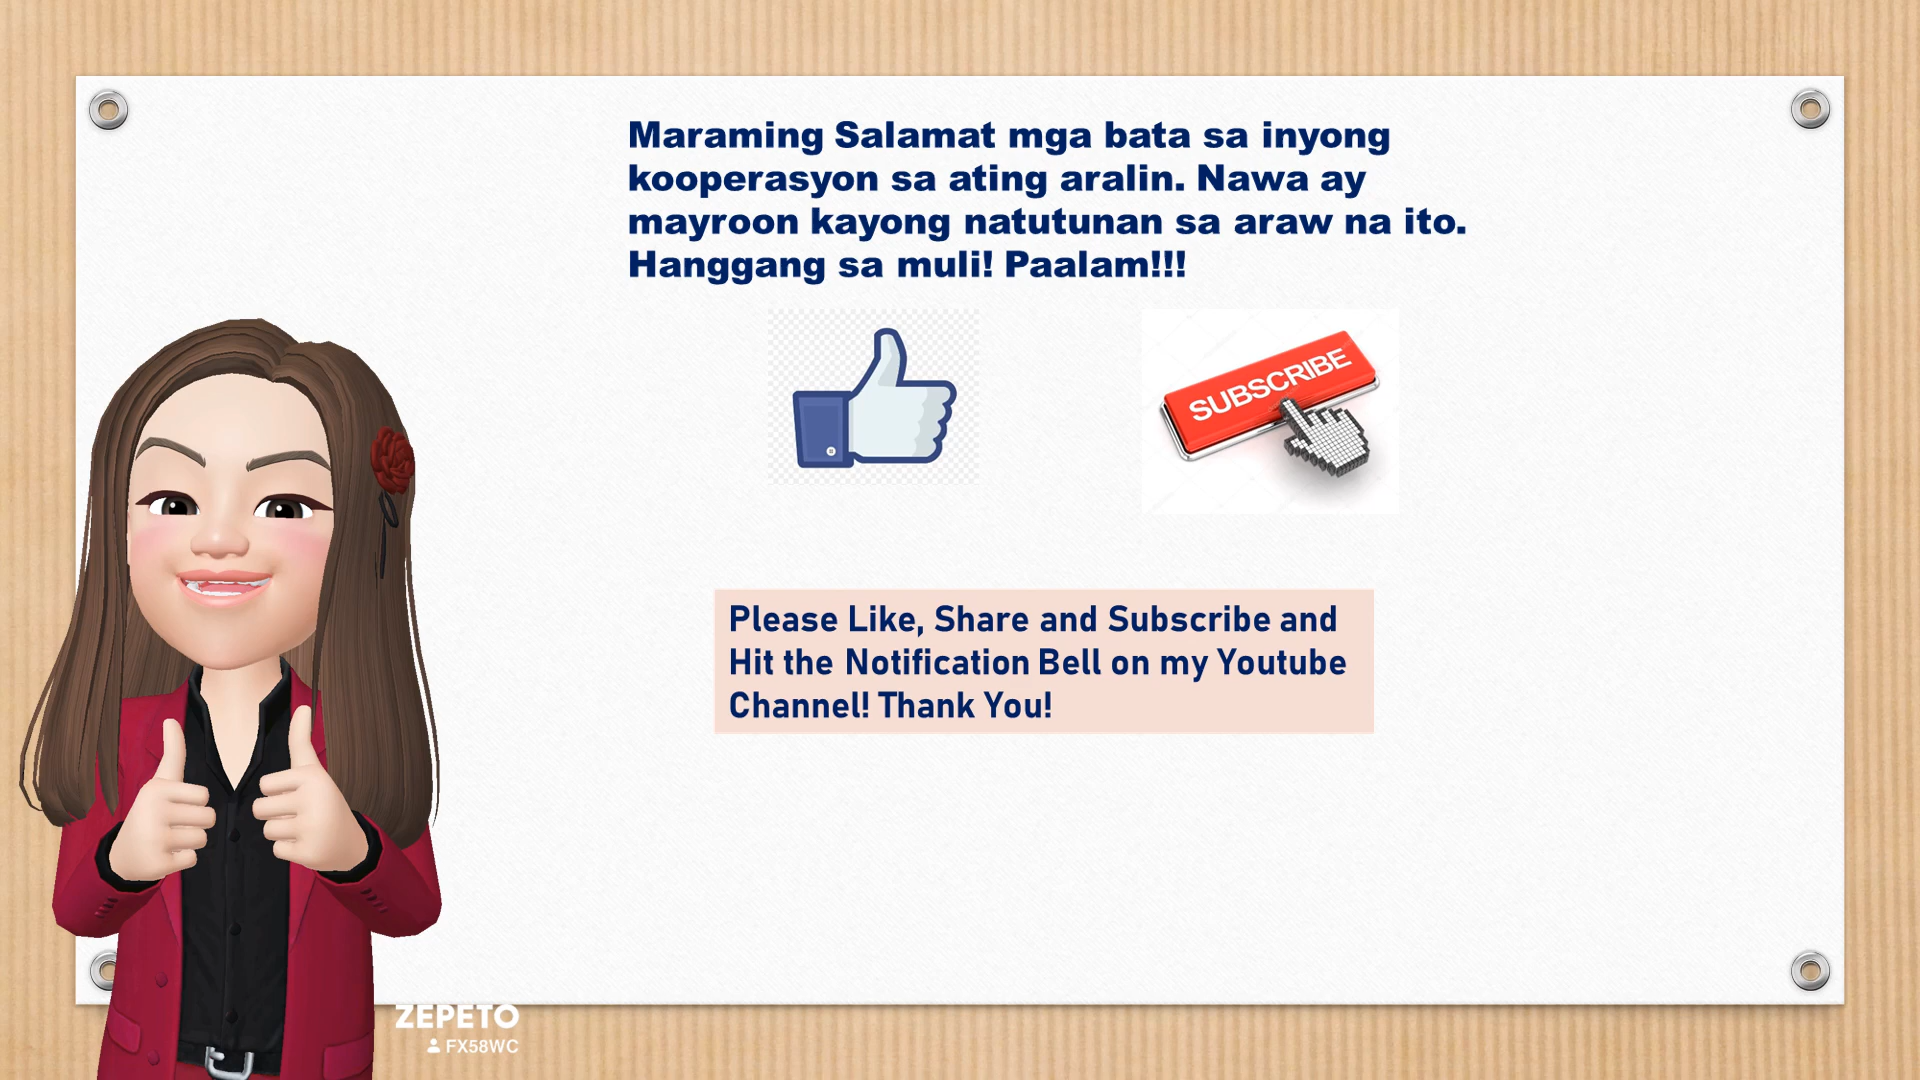 Maraming Salamat mga bata sa inyong
kooperasyon sa ating aralin. Nawa ay
mayroon kayong natutunan sa araw na ito.
Hanggang sa muli! Paalam!!!
SUBSCRIBE
Please Like, Share and Subscribe and
Hit the Notification Bell on my Youtube
Channel! Thank You!
ZEPETO
FX58WC